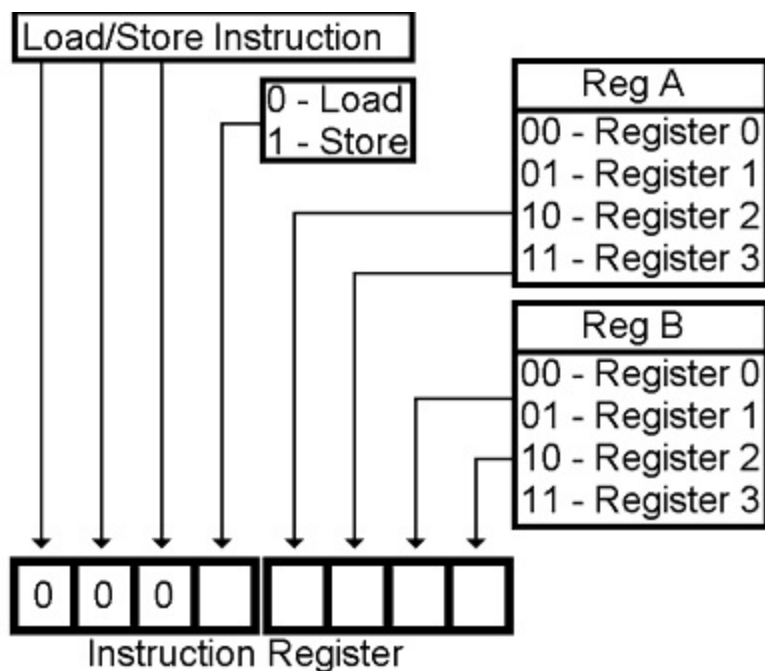 Load/Store Instruction
0 - Load
1 - Store
Reg A
00 - Register 0
01 - Register 1
10 - Register 2
11 - Register 3
Reg B
00 - Register 0
01 - Register 1
10 - Register 2
11 - Register 3
0 0 0
Instruction Register